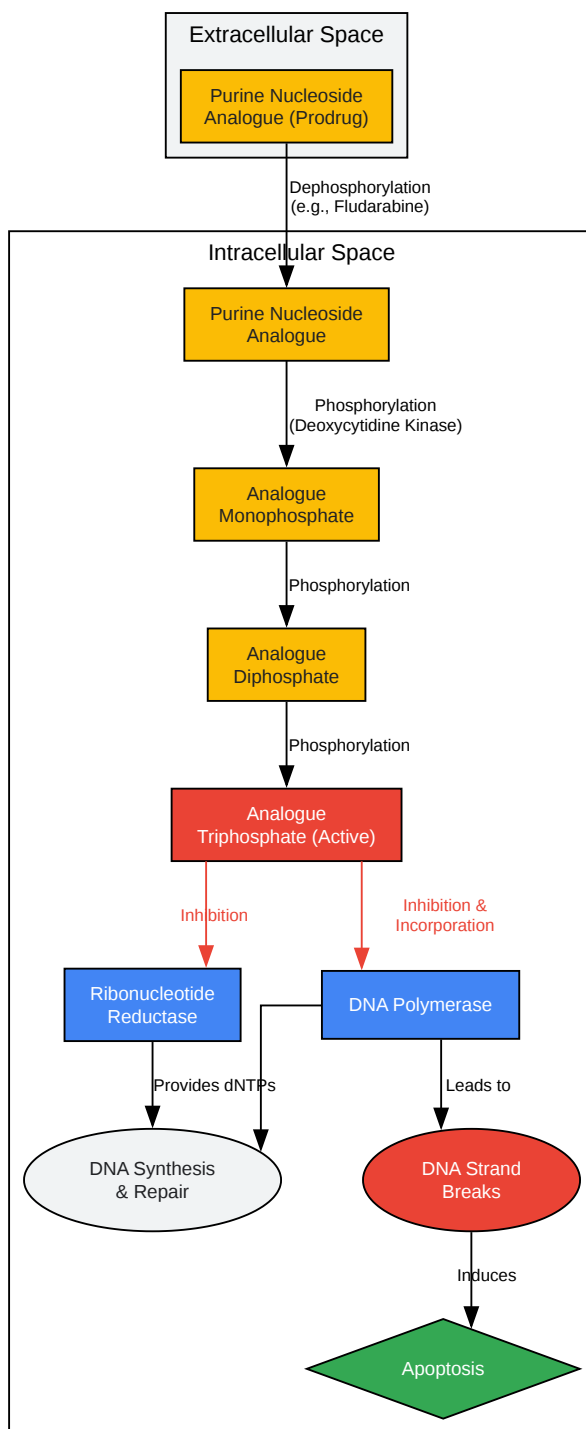 Extracellular Space
Purine Nucleoside
Analogue (Prodrug)
Dephosphorylation
(e.g., Fludarabine)
Intracellular Space
Purine Nucleoside
Analogue
Phosphorylation
(Deoxycytidine Kinase)
Analogue
Monophosphate
Phosphorylation
Analogue
Diphosphate
Phosphorylation
Analogue
Triphosphate (Active)
Inhibition
Inhibition &
Incorporation
Ribonucleotide
Reductase
DNA Polymerase
Provides dNTPs
Leads to
DNA Synthesis
& Repair
DNA Strand
Breaks
Induces
Apoptosis